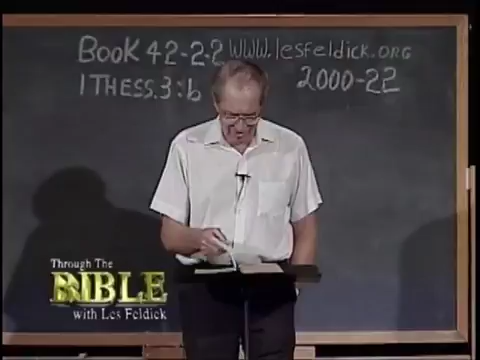 BOOK 42-2-2 WWW.lesfeldick.ORG
1 THESS. 3:6 2000-22
Through The
BIBLE
with Les Feldick